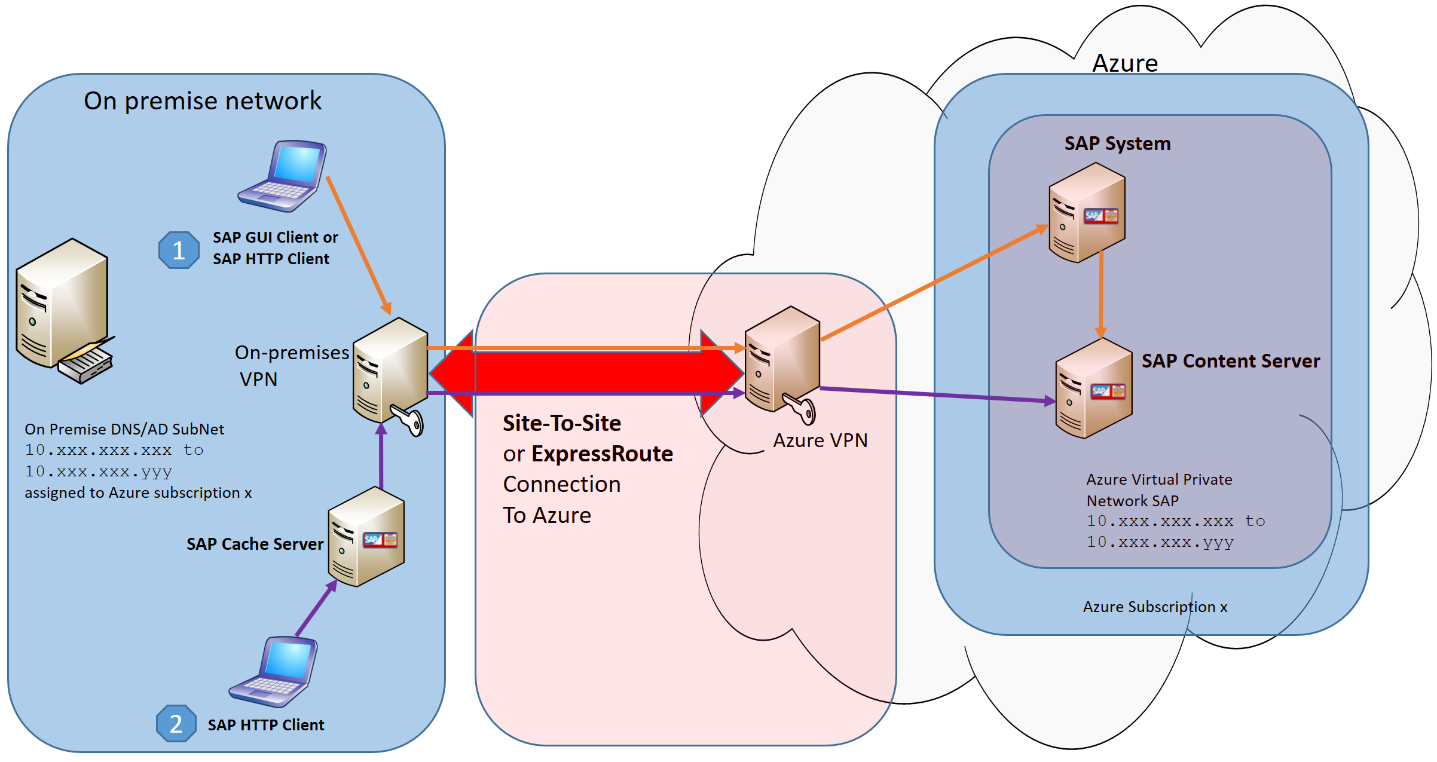 On premise network
1
SAP GUI Client or
SAP HTTP Client
On-premises
VPN
On Premise DNS/AD SubNet
10.xxx.xxx.xxx to
10.xxx.xxx.yyy
assigned to Azure subscription x
SAP Cache Server
SAP
2
SAP HTTP Client
Site-To-Site
or ExpressRoute
Connection
To Azure
Azure VPN
Azure
SAP System
SAP
SAP Content Server
SAP
Azure Virtual Private
Network SAP
10.xxx.xxx.xxx to
10.xxx.xxx.yyy
Azure Subscription x